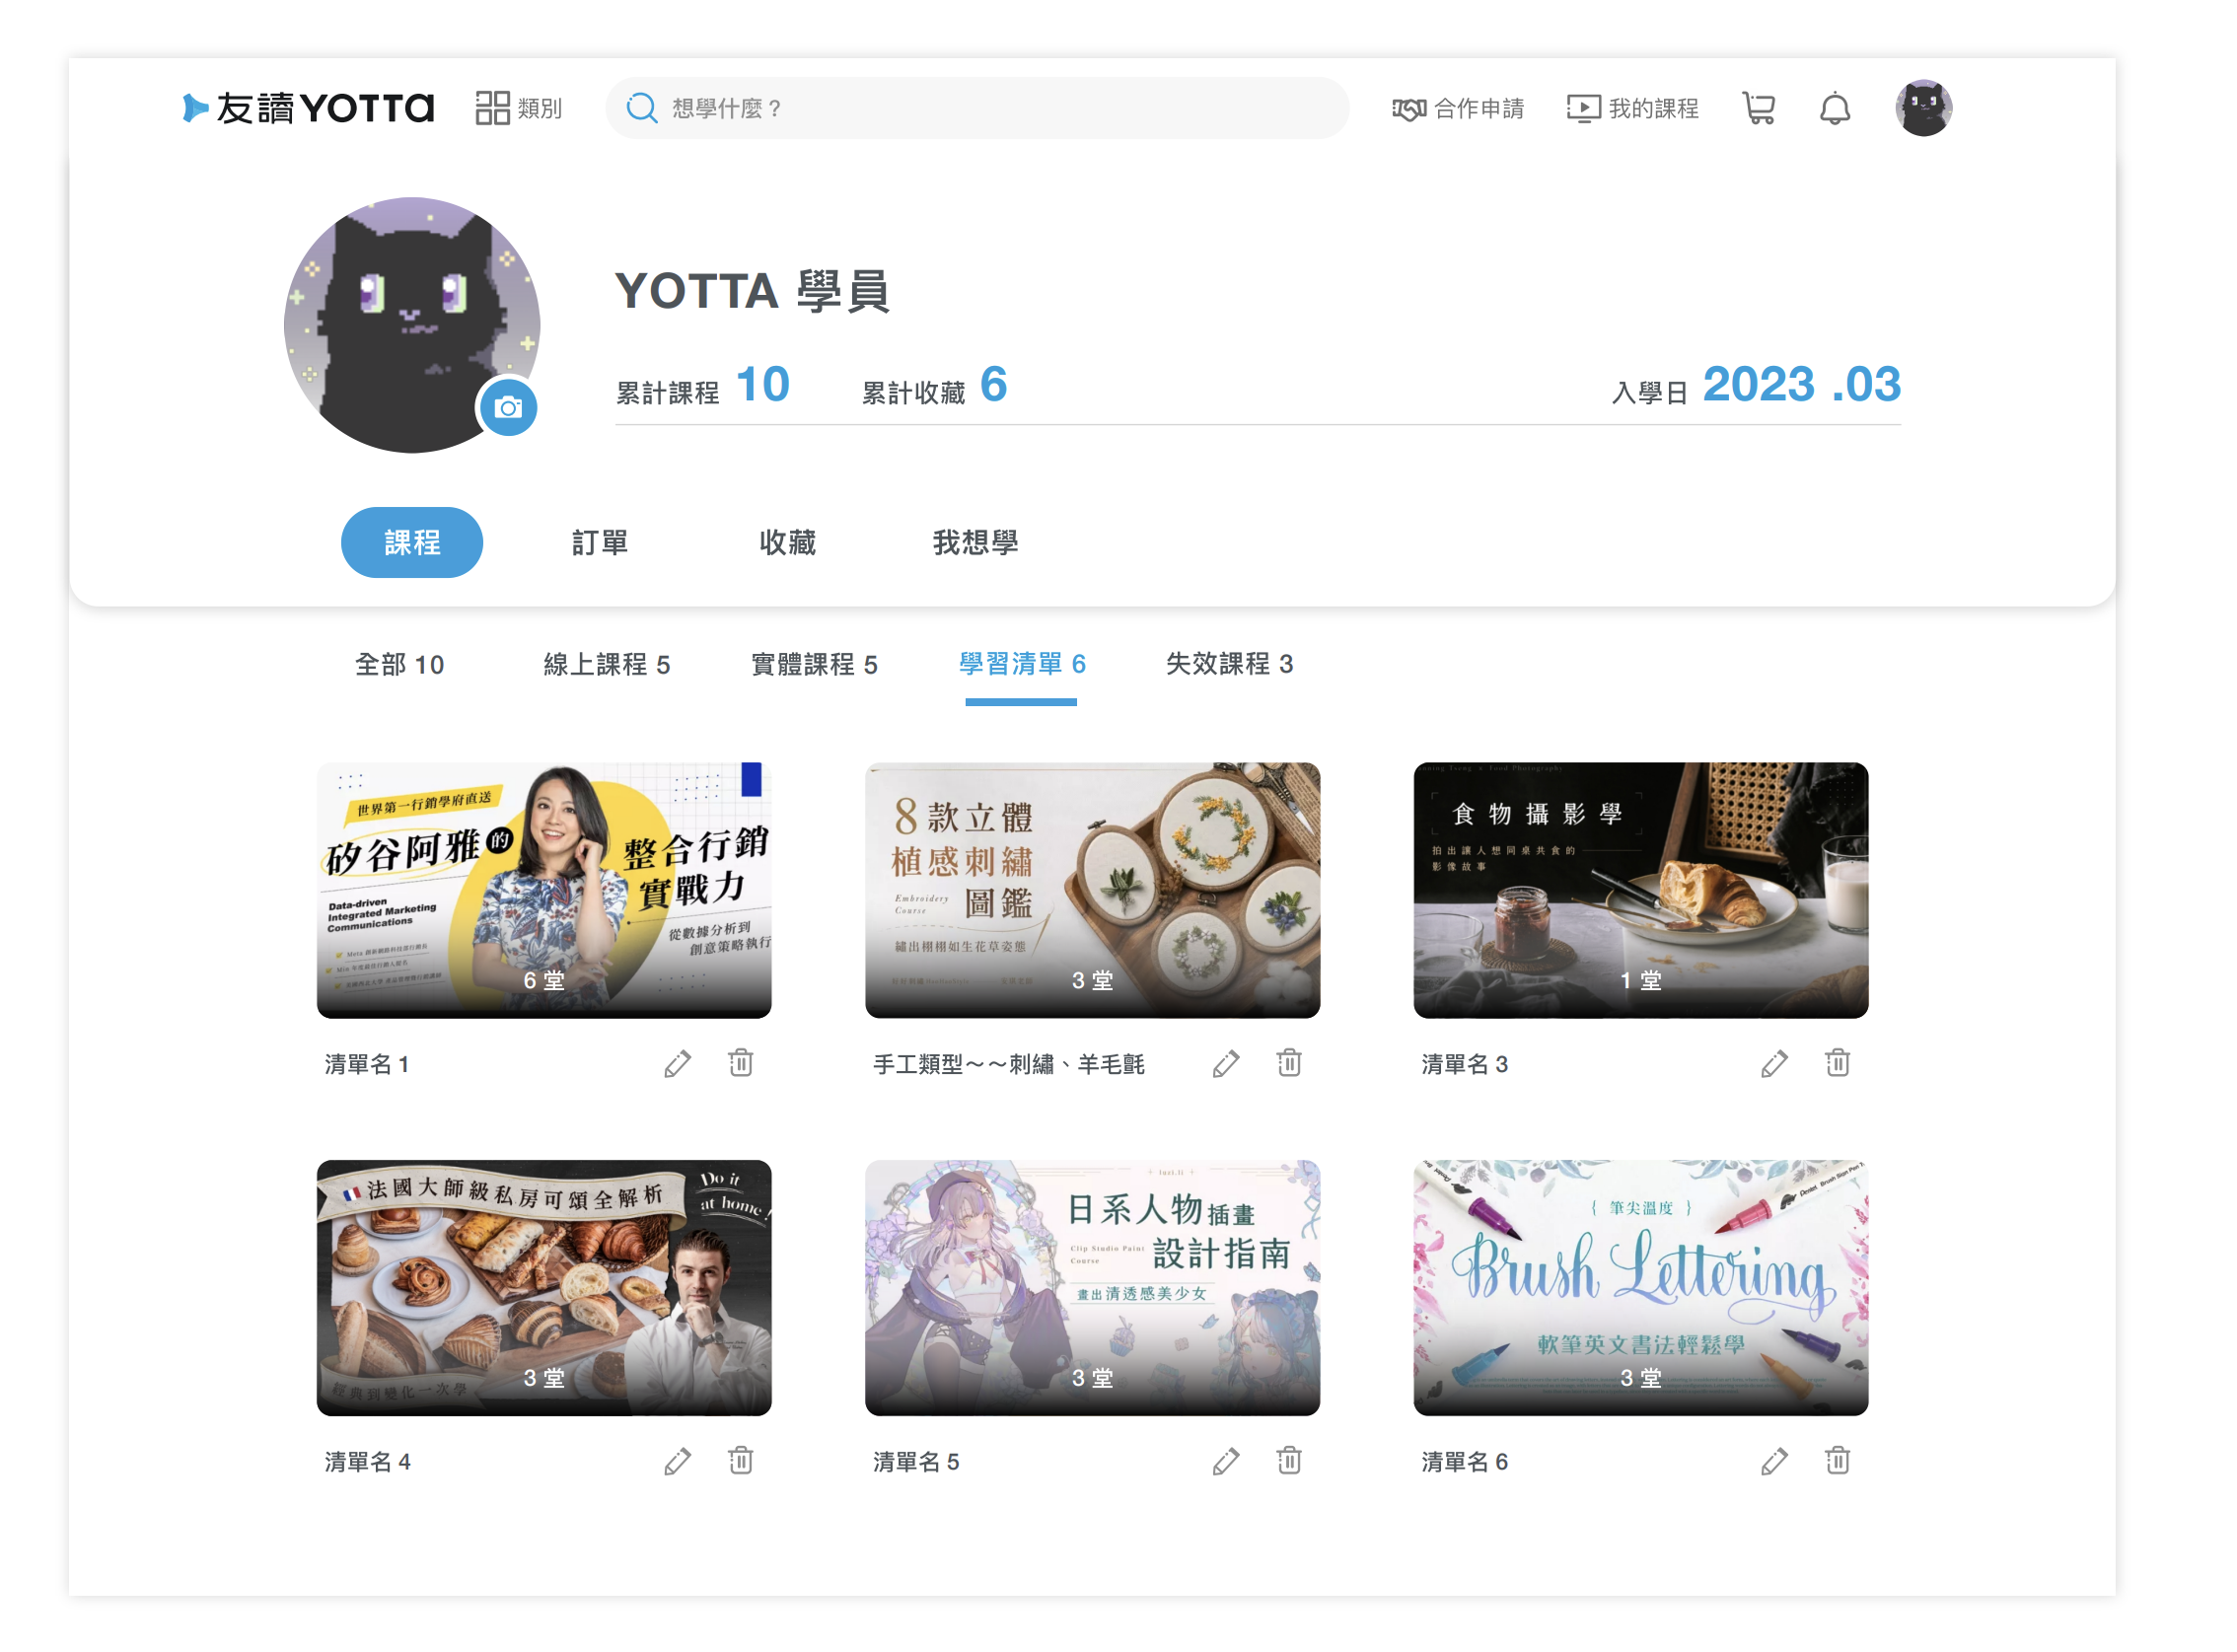 友讀 YOTTA
類別
想學什麼？
合作申請
我的課程
YOTTA 學員
累計課程 10
累計收藏 6
入學日 2023 .03
課程
訂單
收藏
我想學
全部 10
線上課程 5
實體課程 5
學習清單 6
失效課程 3
世界第一行銷學府直送
矽谷阿雅的
整合行銷
實戰力
Data-driven
Integrated Marketing
Communications
從數據分析到
創意策略執行
6 堂
清單名 1
8款立體
植感刺繡
圖鑑
Embroidery
Course
繡出栩栩如生花草姿態
3 堂
手工類型～～刺繡、羊毛氈
食物攝影學
拍出讓人想同桌共食的
影像故事
1 堂
清單名 3
法國大師級私房可頌全解析
Do it
at home!
經典到變化一次學
3 堂
清單名 4
luzi.li
日系人物插畫
Clip Studio Paint
Course
設計指南
畫出清透感美少女
3 堂
清單名 5
{ 筆尖溫度 }
Brush Lettering
軟筆英文書法輕鬆學
3 堂
清單名 6